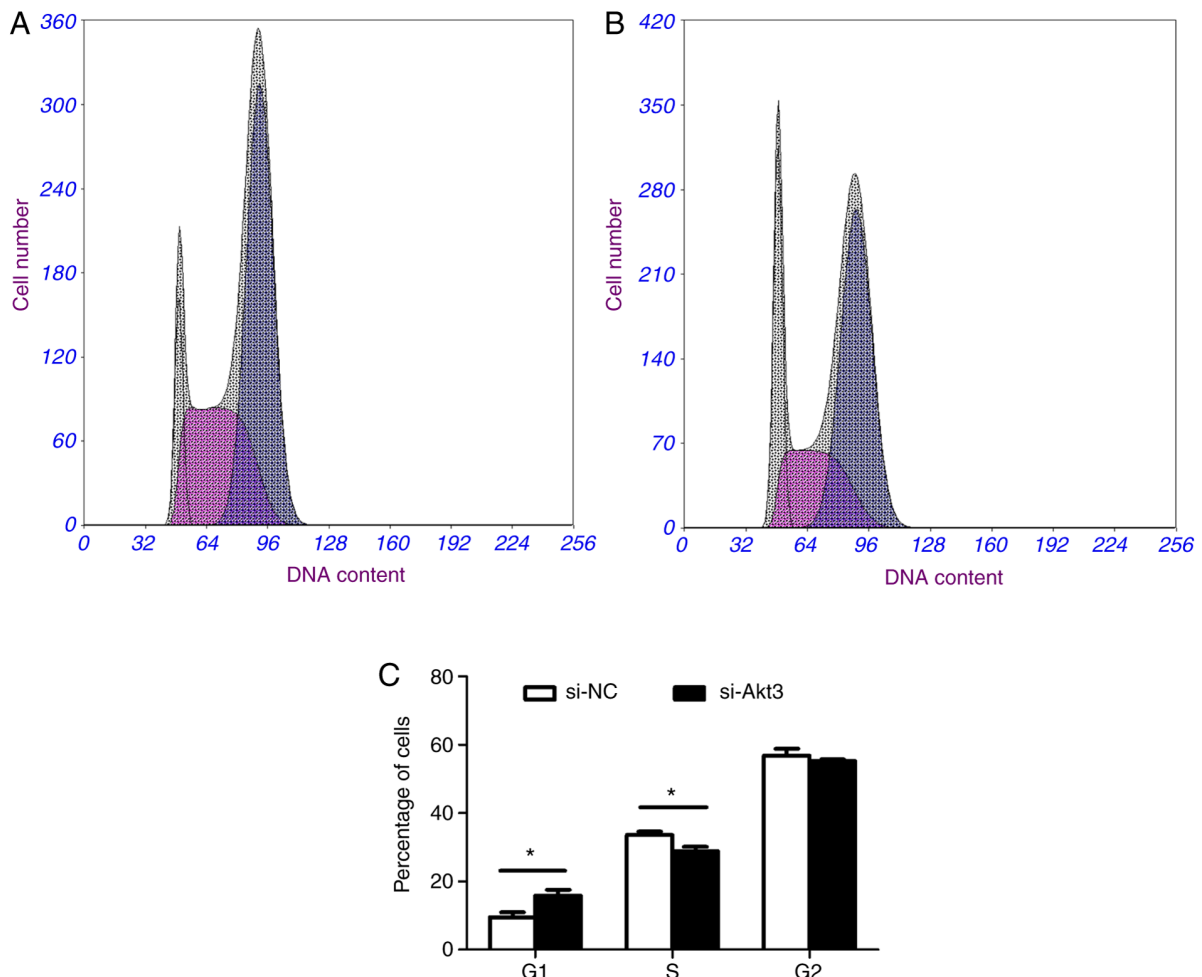 A
360
300
240
180
120
60
0
Cell number
0 32 64 96 128 160 192 224 256
DNA content
B
420
350
280
210
140
70
0
Cell number
0 32 64 96 128 160 192 224 256
DNA content
C
80
60
40
20
0
Percentage of cells
si-NC si-Akt3
*
*
G1 S G2